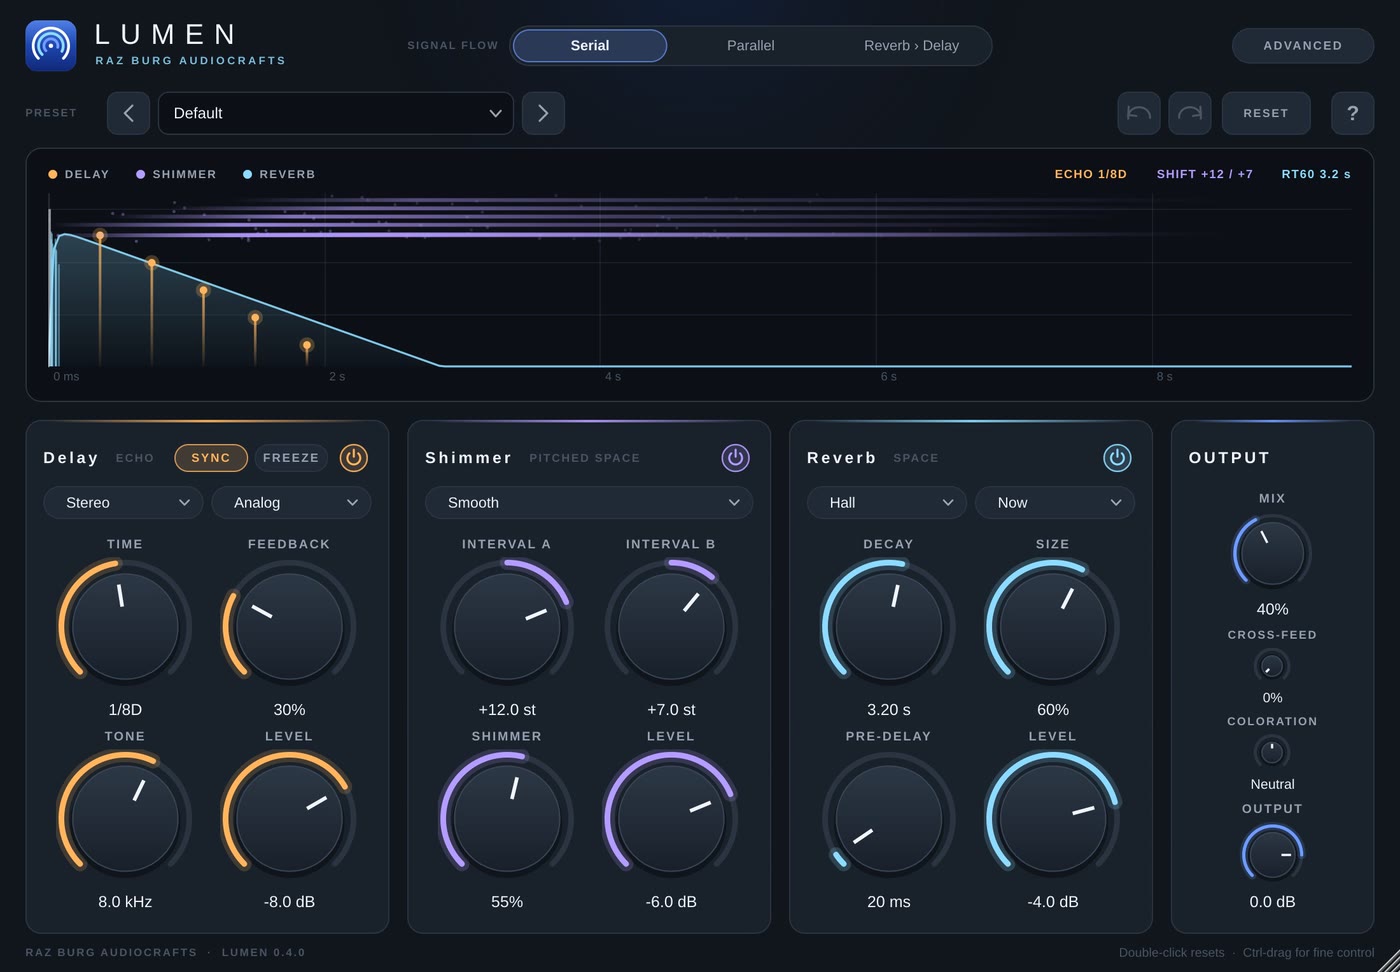 LUMEN
RAZ BURG AUDIOCRAFTS
SIGNAL FLOW Serial Parallel Reverb › Delay
ADVANCED
PRESET Default RESET ?
DELAY SHIMMER REVERB ECHO 1/8D SHIFT +12 / +7 RT60 3.2 s
0 ms 2 s 4 s 6 s 8 s
Delay ECHO SYNC FREEZE
Stereo Analog
TIME FEEDBACK
1/8D 30%
TONE LEVEL
8.0 kHz -8.0 dB
Shimmer PITCHED SPACE
Smooth
INTERVAL A INTERVAL B
+12.0 st +7.0 st
SHIMMER LEVEL
55% -6.0 dB
Reverb SPACE
Hall Now
DECAY SIZE
3.20 s 60%
PRE-DELAY LEVEL
20 ms -4.0 dB
OUTPUT
MIX
40%
CROSS-FEED
0%
COLORATION
Neutral
OUTPUT
0.0 dB
RAZ BURG AUDIOCRAFTS · LUMEN 0.4.0
Double-click resets · Ctrl-drag for fine control